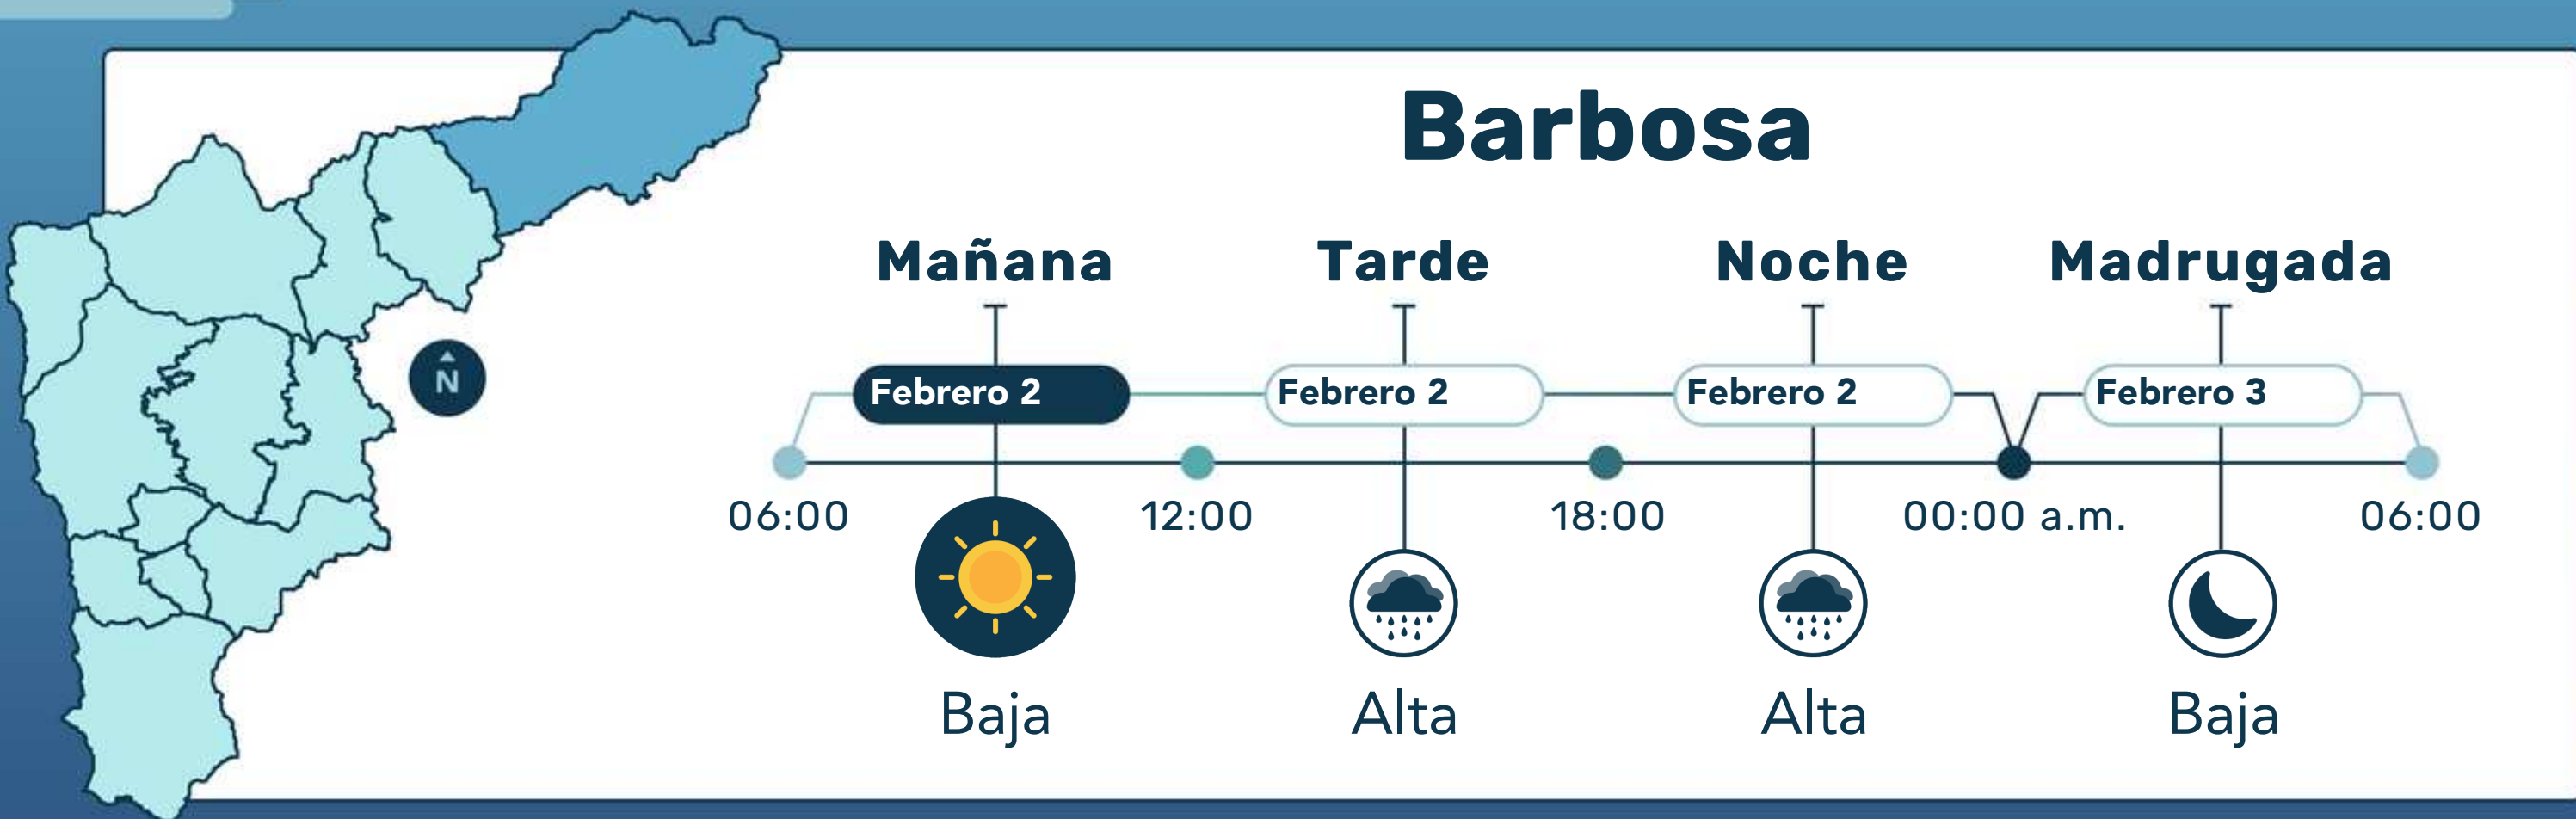 Barbosa
Mañana Tarde Noche Madrugada
N
Febrero 2 Febrero 2 Febrero 2 Febrero 3
06:00 12:00 18:00 00:00 a.m. 06:00
Baja Alta Alta Baja